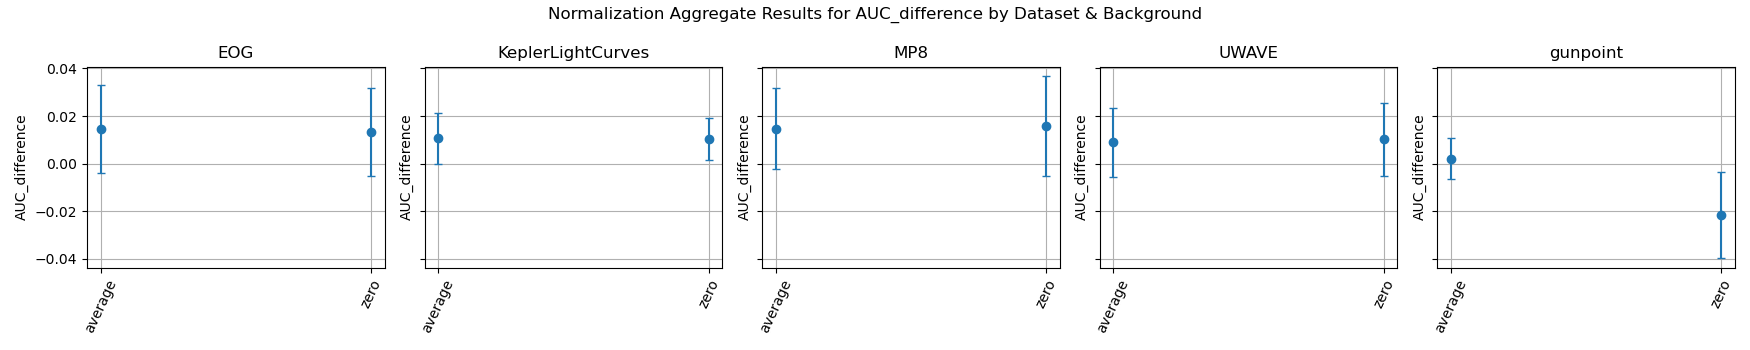 Normalization Aggregate Results for AUC_difference by Dataset & Background
EOG
KeplerLightCurves
MP8
UWAVE
gunpoint
0.04
0.02
0.00
−0.02
−0.04
AUC_difference
AUC_difference
AUC_difference
AUC_difference
AUC_difference
average
zero
average
zero
average
zero
average
zero
average
zero